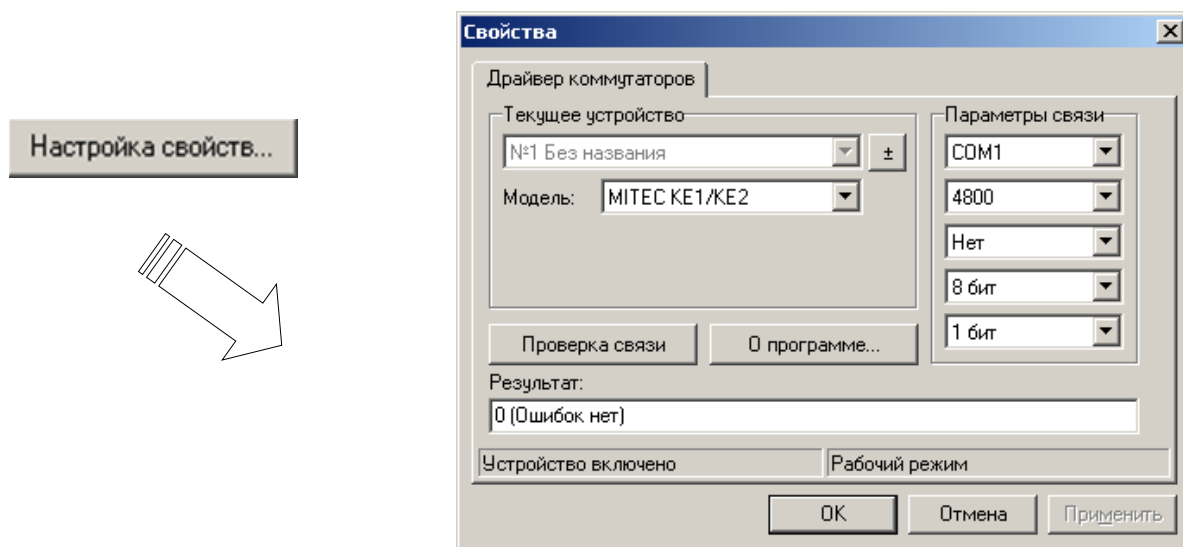 Настройка свойств...
Свойства
Драйвер коммутаторов
Текущее устройство
№1 Без названия
±
Модель: MITEC KE1/KE2
Параметры связи
COM1
4800
Нет
8 бит
1 бит
Проверка связи
О программе...
Результат:
0 (Ошибок нет)
Устройство включено
Рабочий режим
OK
Отмена
Применить